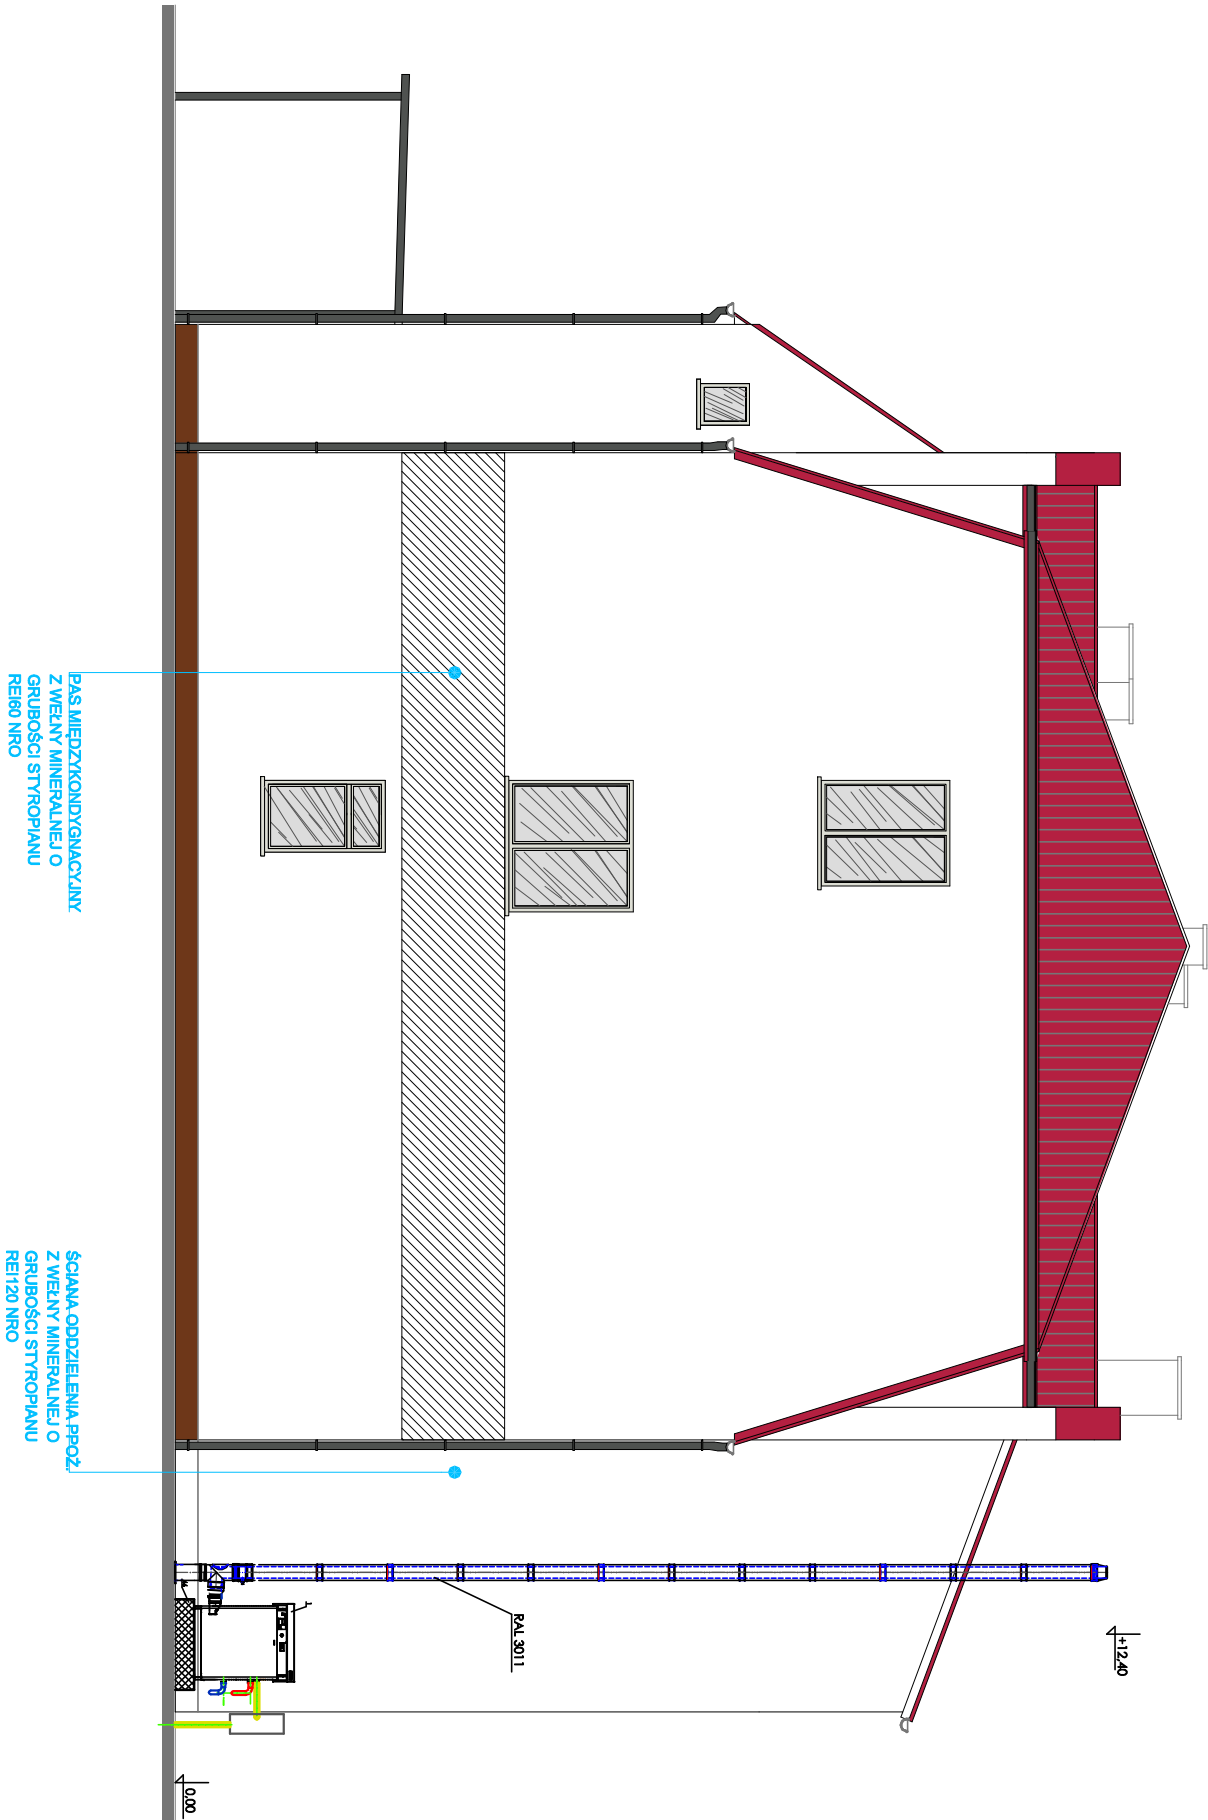 PAS MIĘDZYKONDYGNACYJNY
Z WEŁNY MINERALNEJ O
GRUBOŚCI STYROPIANU
REI60 NRO
ŚCIANA ODDZIELENIA PPOŻ.
Z WEŁNY MINERALNEJ O
GRUBOŚCI STYROPIANU
REI120 NRO
RAL 3011
+12,40
0,00
1